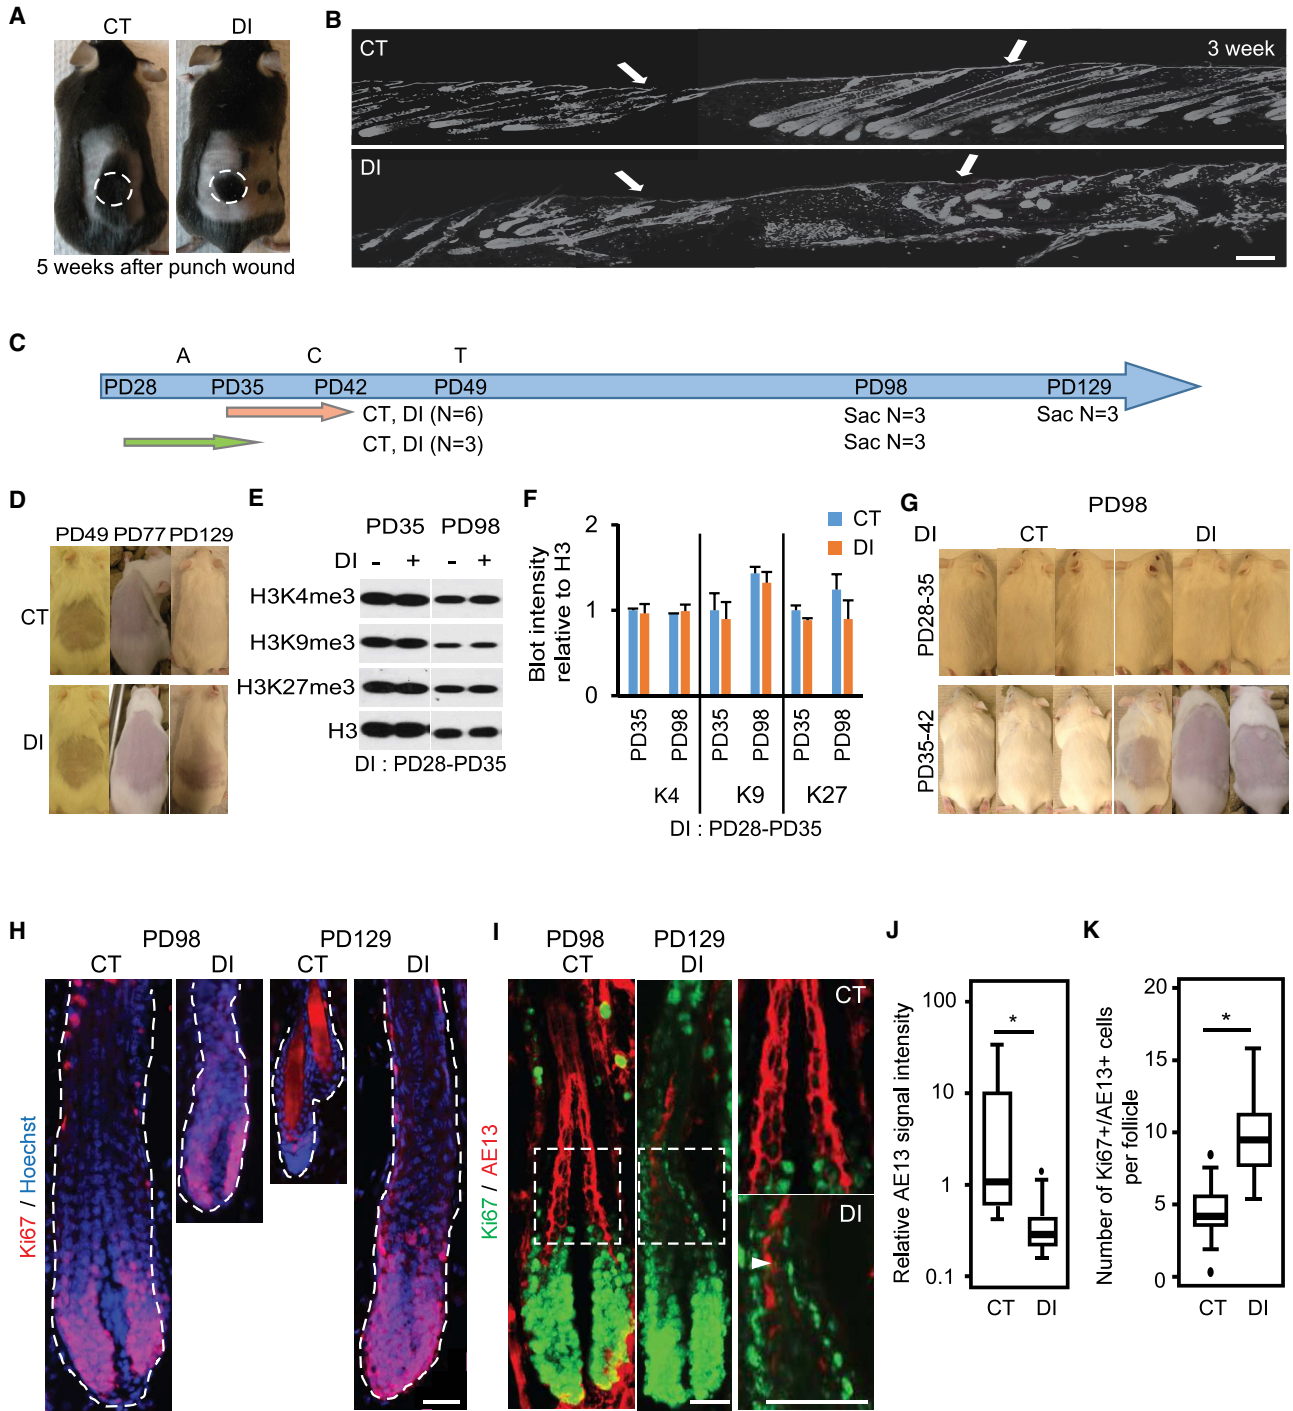 A
CT DI
5 weeks after punch wound
B
CT 3 week
DI
C
A C T
PD28 PD35 PD42 PD49 PD98 PD129
CT, DI (N=6) Sac N=3 Sac N=3
CT, DI (N=3) Sac N=3
D
PD49 PD77 PD129
CT
DI
E
PD35 PD98
DI - + - +
H3K4me3
H3K9me3
H3K27me3
H3
DI : PD28-PD35
F
Blot intensity
relative to H3
2
1
0
CT
DI
PD35 PD98 PD35 PD98 PD35 PD98
K4 K9 K27
DI : PD28-PD35
G
PD98
DI CT DI
PD28-35
PD35-42
H
PD98 PD129
CT DI CT DI
Ki67 / Hoechst
I
PD98 PD129
CT DI
Ki67 / AE13
CT
DI
J
Relative AE13 signal intensity
100
10
1
0.1
*
CT DI
K
Number of Ki67+/AE13+ cells
per follicle
20
15
10
5
0
*
CT DI